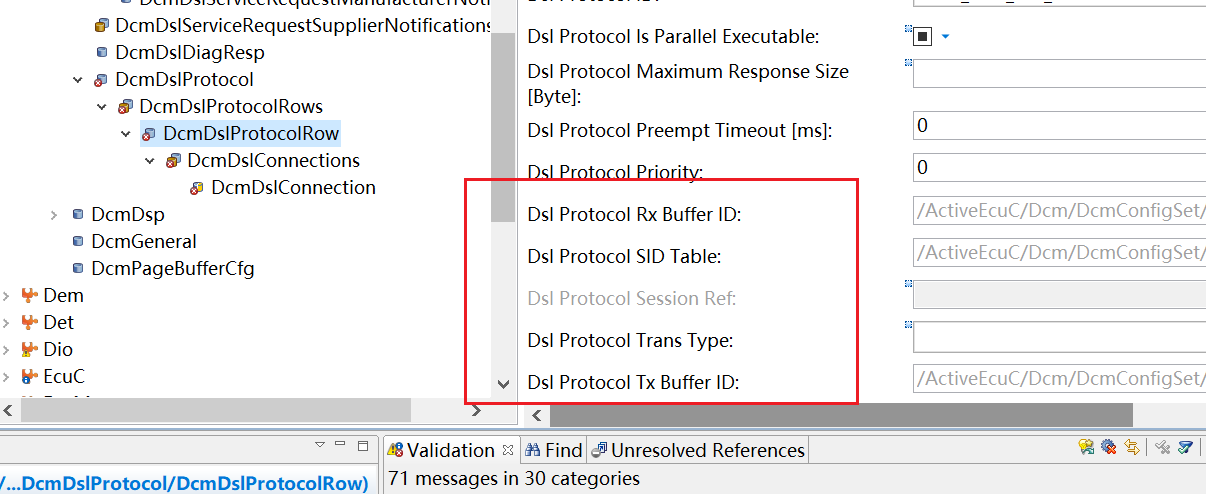 DcmDslServiceRequestManufacturerNoti
DcmDslServiceRequestSupplierNotifications
DcmDslDiagResp
DcmDslProtocol
DcmDslProtocolRows
DcmDslProtocolRow
DcmDslConnections
DcmDslConnection
DcmDsp
DcmGeneral
DcmPageBufferCfg
Dem
Det
Dio
EcuC
Dsl Protocol Is Parallel Executable:
Dsl Protocol Maximum Response Size
[Byte]:
Dsl Protocol Preempt Timeout [ms]:
0
Dsl Protocol Priority:
0
Dsl Protocol Rx Buffer ID:
/ActiveEcuC/Dcm/DcmConfigSet/
Dsl Protocol SID Table:
/ActiveEcuC/Dcm/DcmConfigSet/
Dsl Protocol Session Ref:
Dsl Protocol Trans Type:
Dsl Protocol Tx Buffer ID:
/ActiveEcuC/Dcm/DcmConfigSet/
/...DcmDslProtocol/DcmDslProtocolRow)
Validation
Find
Unresolved References
71 messages in 30 categories